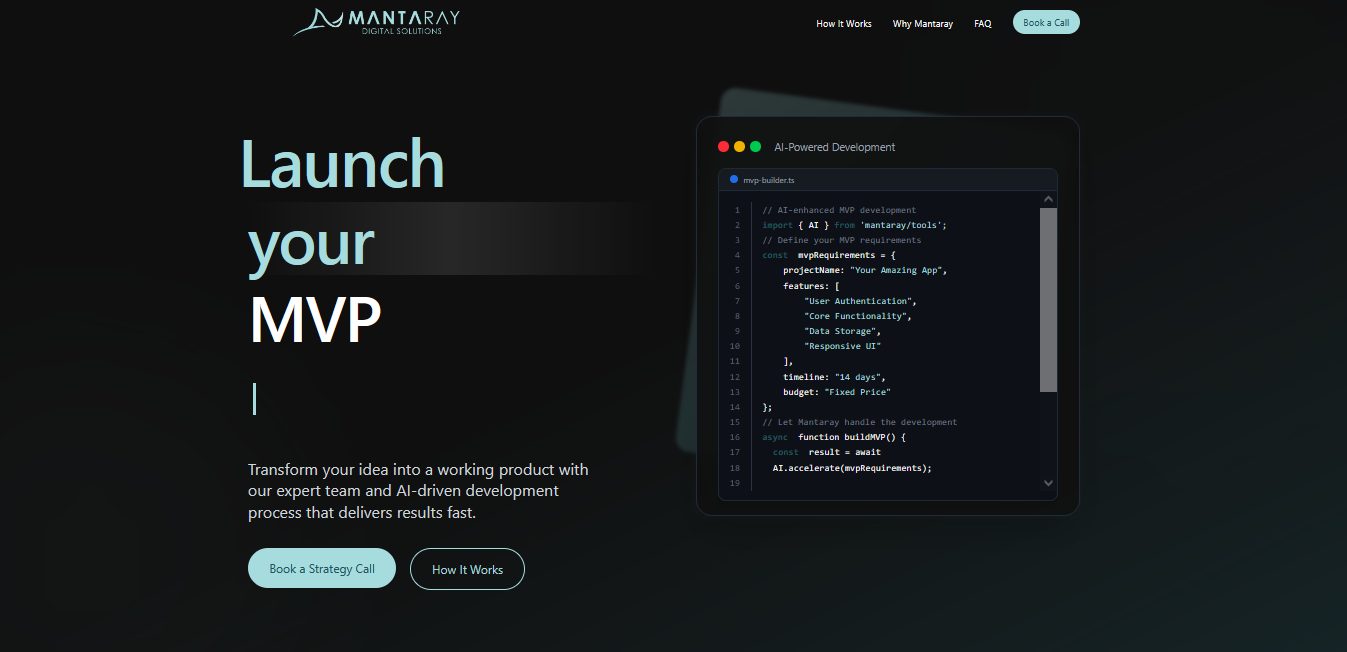 MANTARAY
DIGITAL SOLUTIONS
How It Works
Why Mantaray
FAQ
Book a Call
Launch
your
MVP
Transform your idea into a working product with
our expert team and AI-driven development
process that delivers results fast.
Book a Strategy Call
How It Works
AI-Powered Development
mvp-builder.ts
1 // AI-enhanced MVP development
2 import { AI } from 'mantaray/tools';
3 // Define your MVP requirements
4 const mvpRequirements = {
5 projectName: "Your Amazing App",
6 features: [
7 "User Authentication",
8 "Core Functionality",
9 "Data Storage",
10 "Responsive UI"
11 ],
12 timeline: "14 days",
13 budget: "Fixed Price"
14 };
15 // Let Mantaray handle the development
16 async function buildMVP() {
17 const result = await
18 AI.accelerate(mvpRequirements);
19